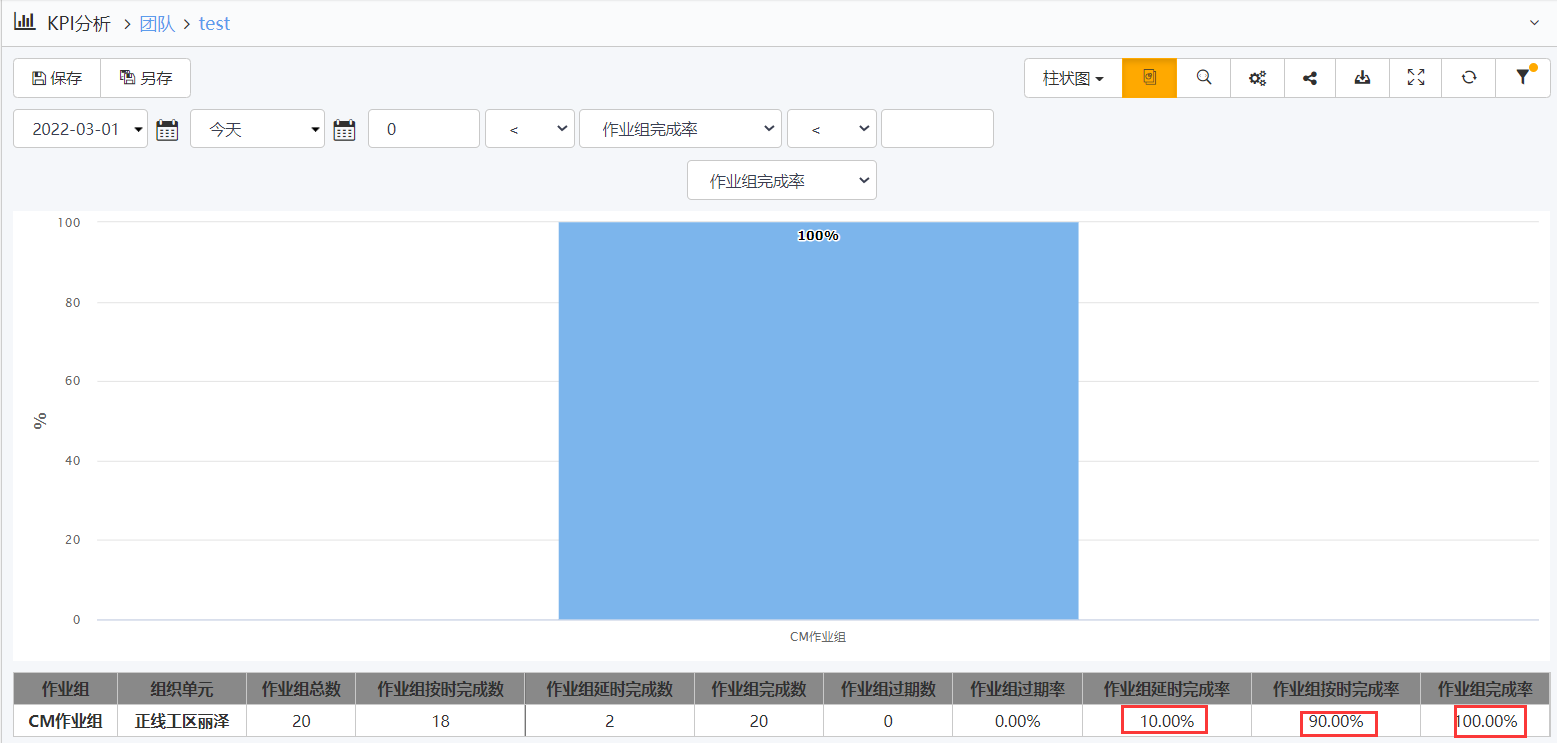 KPI分析 > 团队 > test
保存 另存 柱状图
2022-03-01 今天 0 < 作业组完成率 <
作业组完成率
100
100%
80
60
%
40
20
0
CM作业组
作业组 组织单元 作业组总数 作业组按时完成数 作业组延时完成数 作业组完成数 作业组过期数 作业组过期率 作业组延时完成率 作业组按时完成率 作业组完成率
CM作业组 正线工区丽泽 20 18 2 20 0 0.00% 10.00% 90.00% 100.00%